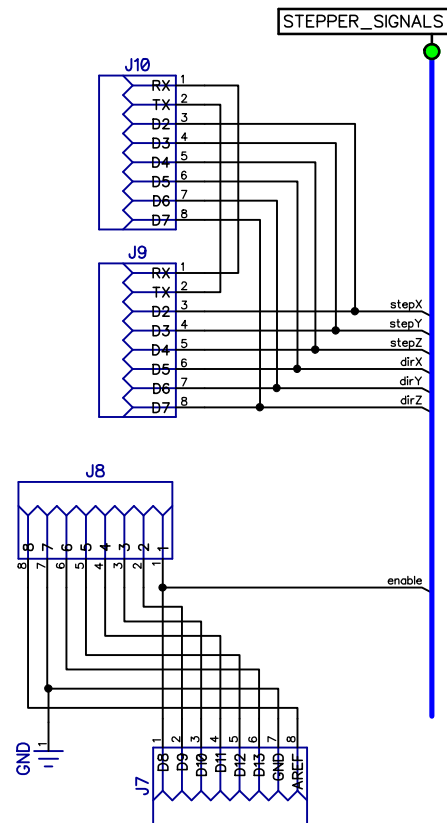 STEPPER_SIGNALS
J10
RX 1
TX 2
D2 3
D3 4
D4 5
D5 6
D6 7
D7 8
J9
RX 1
TX 2
D2 3
D3 4
D4 5
D5 6
D6 7
D7 8
stepX
stepY
stepZ
dirX
dirY
dirZ
J8
8 7 6 5 4 3 2 1
8 7 6 5 4 3 2 1
enable
GND 1
1 2 3 4 5 6 7 8
D8 D9 D10 D11 D12 D13 GND AREF
J7